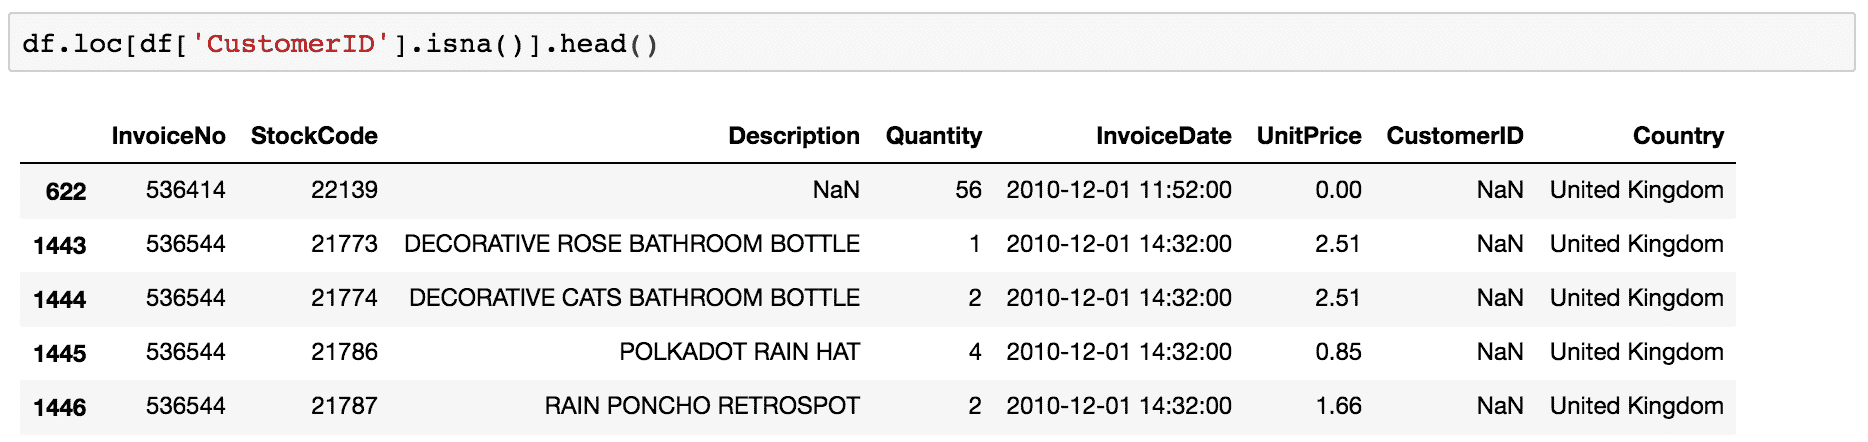 df.loc[df['CustomerID'].isna()].head()
InvoiceNo StockCode Description Quantity InvoiceDate UnitPrice CustomerID Country
622 536414 22139 NaN 56 2010-12-01 11:52:00 0.00 NaN United Kingdom
1443 536544 21773 DECORATIVE ROSE BATHROOM BOTTLE 1 2010-12-01 14:32:00 2.51 NaN United Kingdom
1444 536544 21774 DECORATIVE CATS BATHROOM BOTTLE 2 2010-12-01 14:32:00 2.51 NaN United Kingdom
1445 536544 21786 POLKADOT RAIN HAT 4 2010-12-01 14:32:00 0.85 NaN United Kingdom
1446 536544 21787 RAIN PONCHO RETROSPOT 2 2010-12-01 14:32:00 1.66 NaN United Kingdom